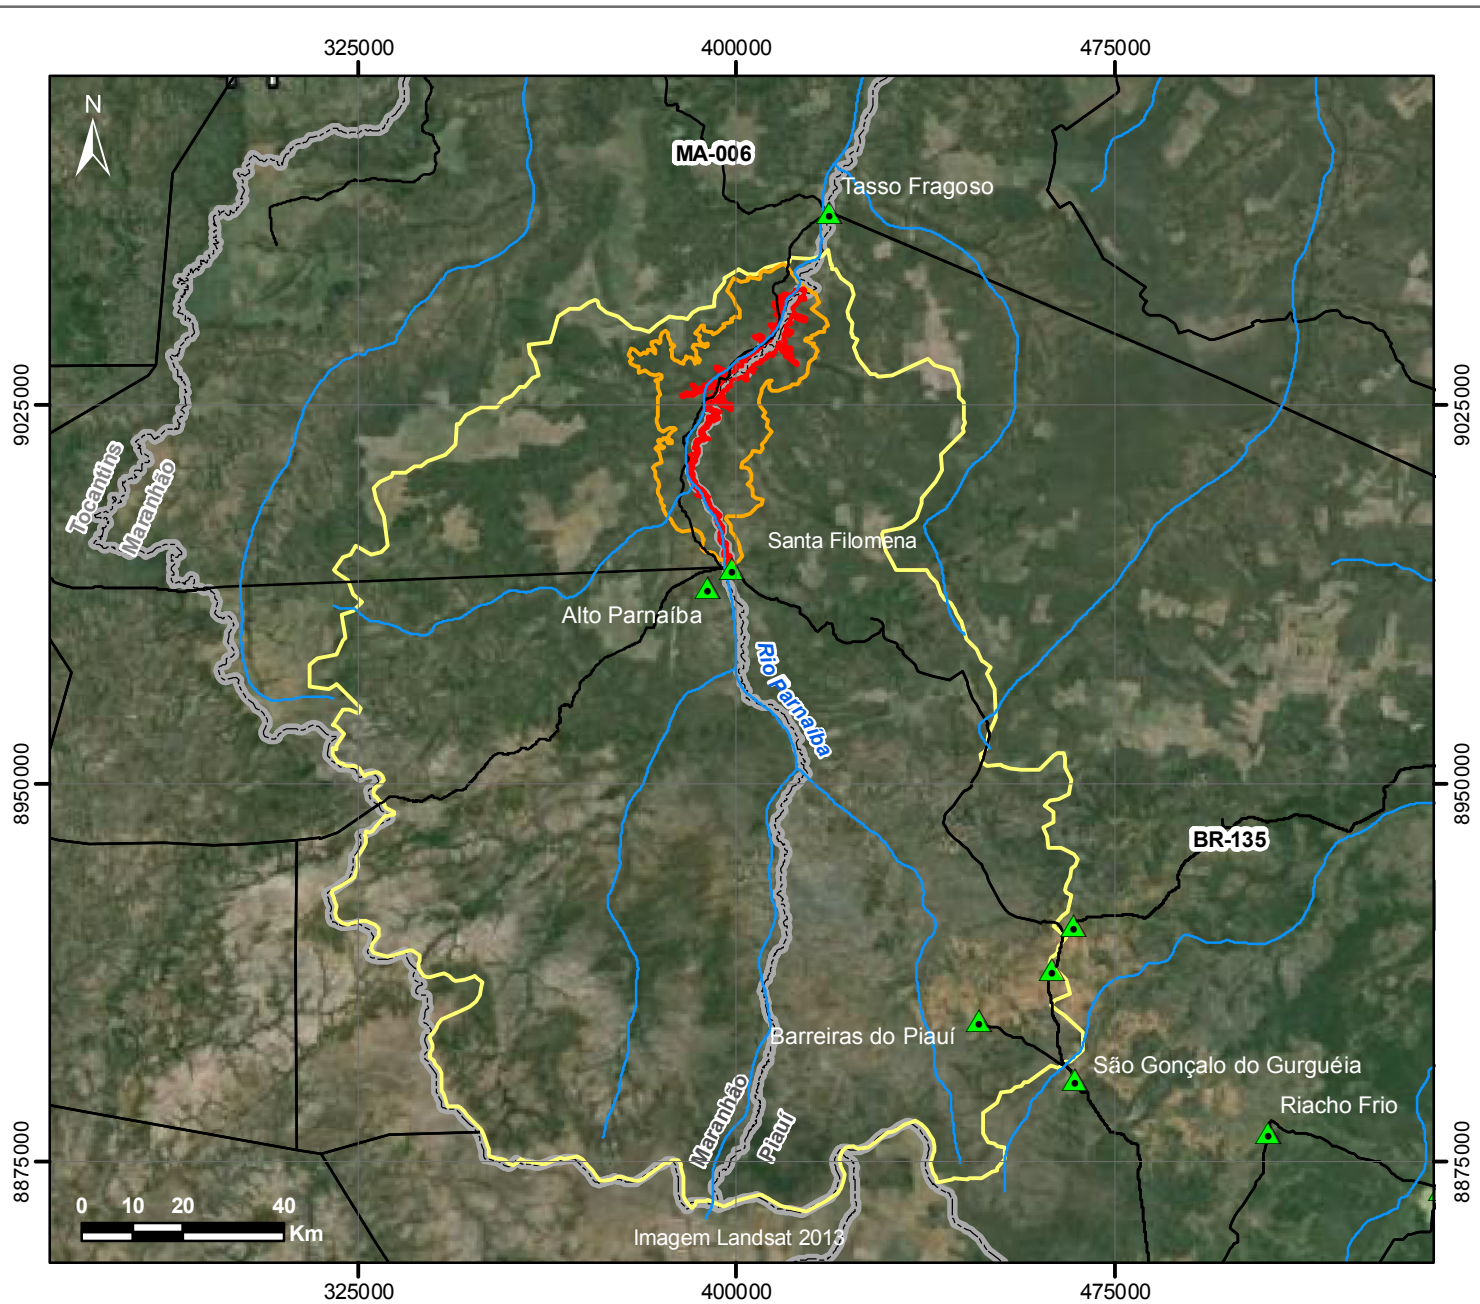 325000
400000
475000
N
MA-006
Tasso Fragoso
9025000
9025000
Tocantins
Maranhão
Santa Filomena
Alto Parnaíba
Rio Parnaíba
8950000
8950000
BR-135
Barreiras do Piauí
São Gonçalo do Gurguéia
Riacho Frio
Maranhão
Piauí
8875000
8875000
0 10 20 40
Km
Imagem Landsat 2013
325000
400000
475000